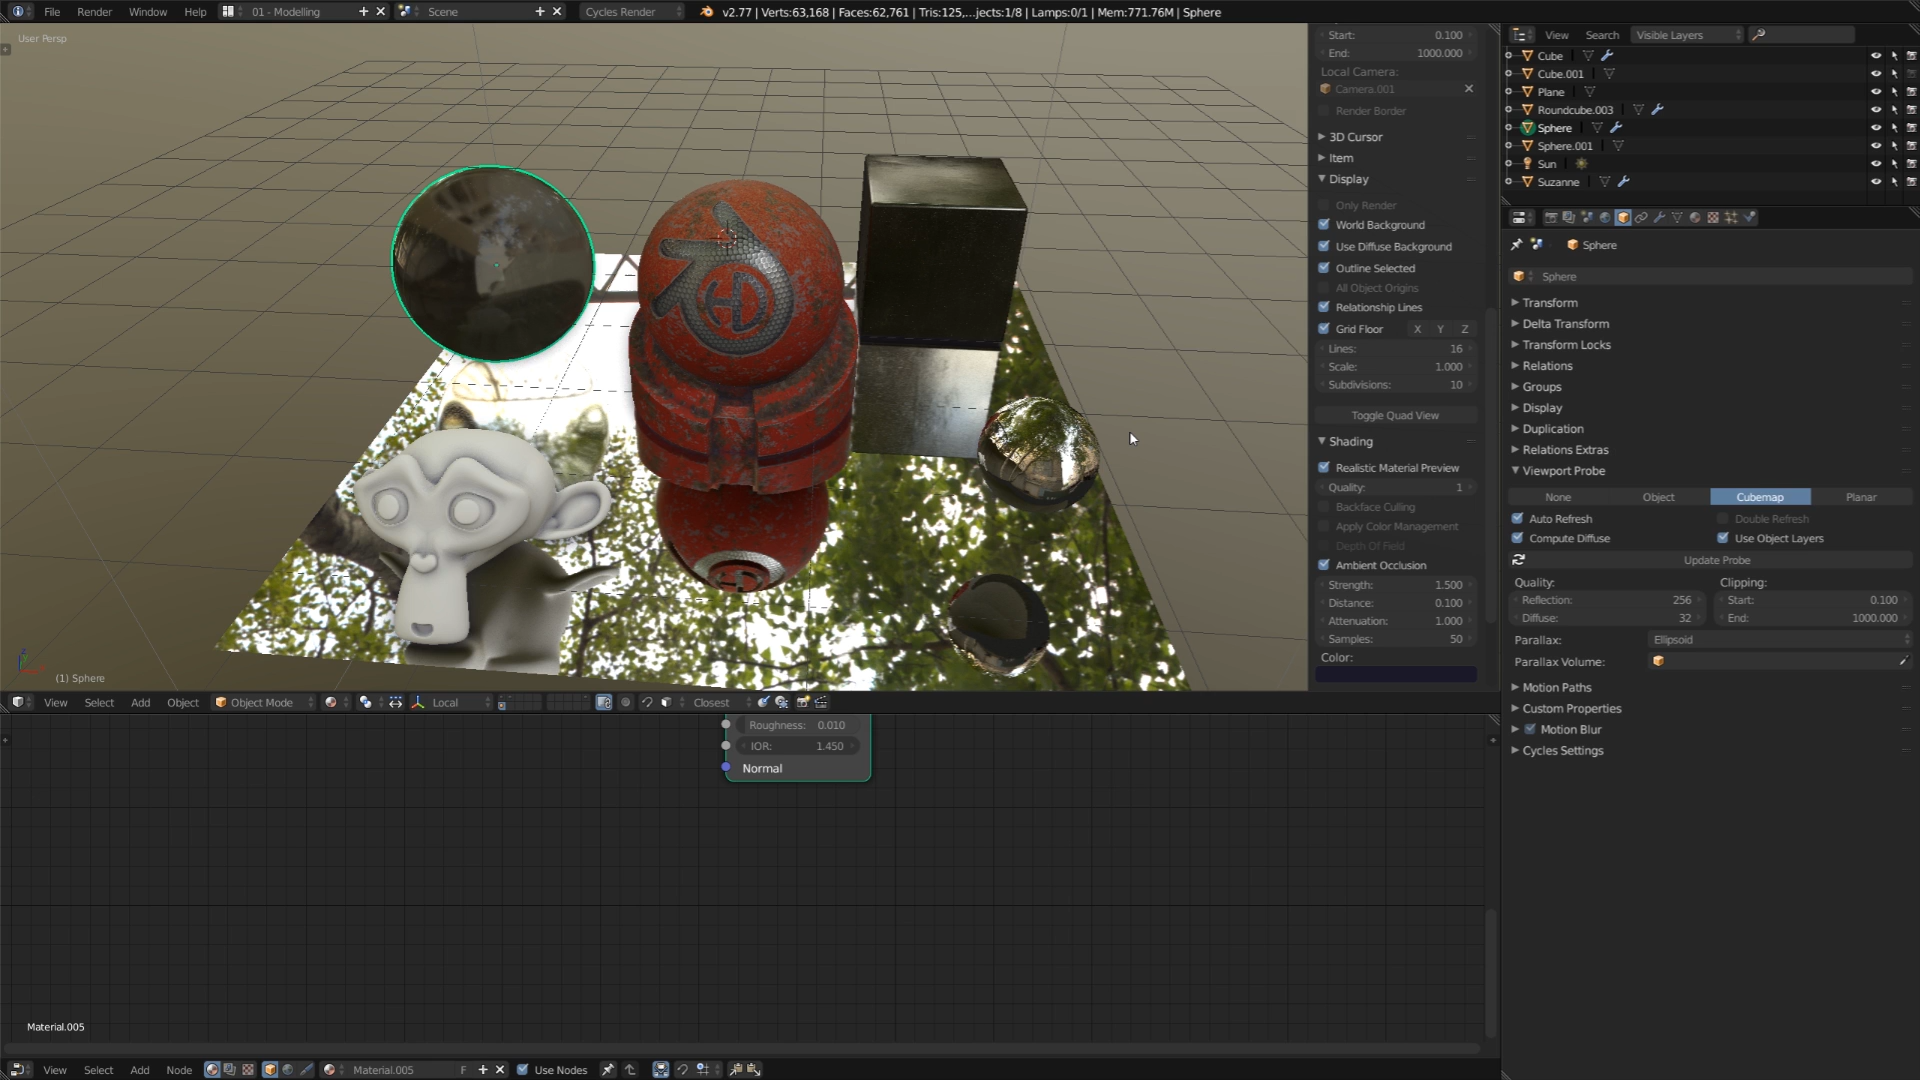 File Render Window Help 01 - Modelling Scene Cycles Render v2.77 | Verts:63,168 | Faces:62,761 | Tris:125,...jects:1/8 | Lamps:0/1 | Mem:771.76M | Sphere
User Persp
(1) Sphere
Start: 0.100
End: 1000.000
Local Camera:
Camera.001
Render Border
3D Cursor
Item
Display
Only Render
World Background
Use Diffuse Background
Outline Selected
All Object Origins
Relationship Lines
Grid Floor X Y Z
Lines: 16
Scale: 1.000
Subdivisions: 10
Toggle Quad View
Shading
Realistic Material Preview
Quality: 1
Backface Culling
Apply Color Management
Depth Of Field
Ambient Occlusion
Strength: 1.500
Distance: 0.100
Attenuation: 1.000
Samples: 50
Color:
View Search Visible Layers
Cube
Cube.001
Plane
Roundcube.003
Sphere
Sphere.001
Sun
Suzanne
Sphere
Sphere
Transform
Delta Transform
Transform Locks
Relations
Groups
Display
Duplication
Relations Extras
Viewport Probe
None Object Cubemap Planar
Auto Refresh Double Refresh
Compute Diffuse Use Object Layers
Update Probe
Quality: Clipping:
Reflection: 256 Start: 0.100
Diffuse: 32 End: 1000.000
Parallax: Ellipsoid
Parallax Volume:
Motion Paths
Custom Properties
Motion Blur
Cycles Settings
View Select Add Object Object Mode Local Closest
Roughness: 0.010
IOR: 1.450
Normal
Material.005
View Select Add Node Material.005 F Use Nodes